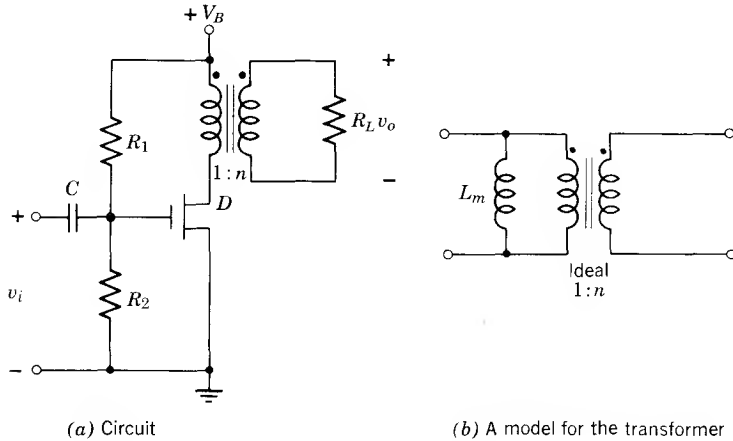 + V_B
+
R_1
R_L v_o
1:n
C
D
−
+
v_i
R_2
−
L_m
Ideal
1:n
(a) Circuit
(b) A model for the transformer